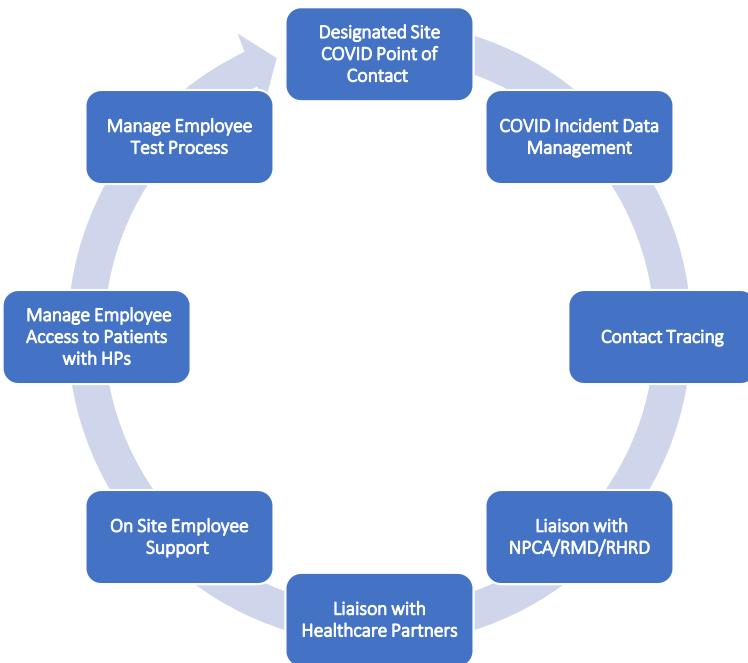 Designated Site
COVID Point of
Contact
COVID Incident Data
Management
Contact Tracing
Liaison with
NPCA/RMD/RHRD
Liaison with
Healthcare Partners
On Site Employee
Support
Manage Employee
Access to Patients
with HPs
Manage Employee
Test Process